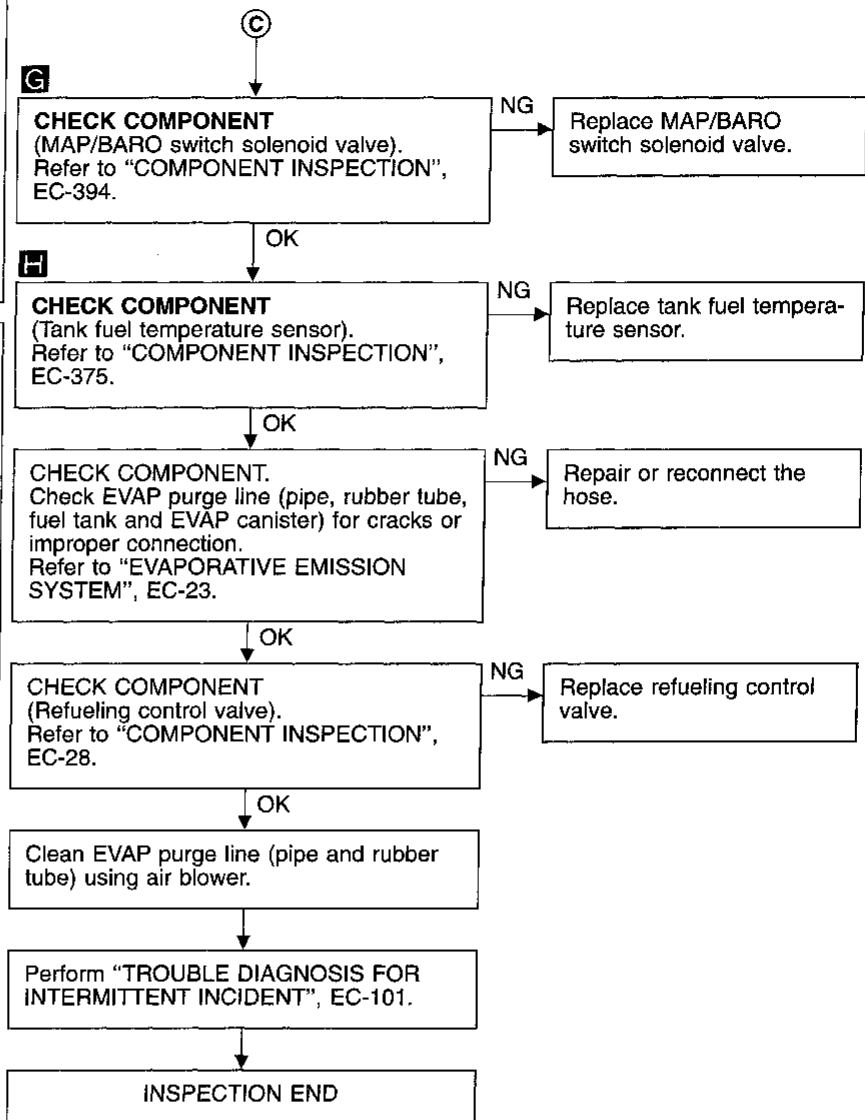 C
G
CHECK COMPONENT
(MAP/BARO switch solenoid valve).
Refer to “COMPONENT INSPECTION”,
EC-394.
NG
Replace MAP/BARO
switch solenoid valve.
OK
H
CHECK COMPONENT
(Tank fuel temperature sensor).
Refer to “COMPONENT INSPECTION”,
EC-375.
NG
Replace tank fuel tempera-
ture sensor.
OK
CHECK COMPONENT.
Check EVAP purge line (pipe, rubber tube,
fuel tank and EVAP canister) for cracks or
improper connection.
Refer to “EVAPORATIVE EMISSION
SYSTEM”, EC-23.
NG
Repair or reconnect the
hose.
OK
CHECK COMPONENT
(Refueling control valve).
Refer to “COMPONENT INSPECTION”,
EC-28.
NG
Replace refueling control
valve.
OK
Clean EVAP purge line (pipe and rubber
tube) using air blower.
Perform “TROUBLE DIAGNOSIS FOR
INTERMITTENT INCIDENT”, EC-101.
INSPECTION END